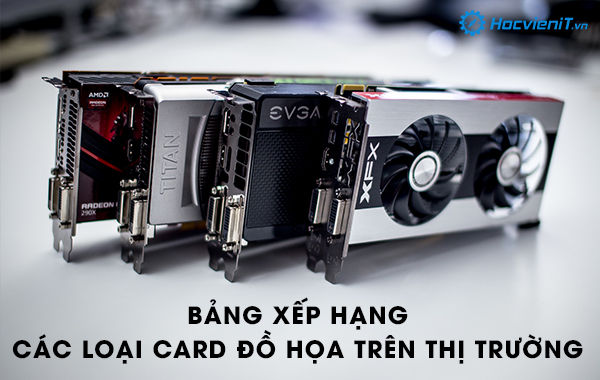 HocvieniT.vn
AMD
RADEON
RADEON
290X
TITAN
EVGA
XFX
XFX
BẢNG XẾP HẠNG
CÁC LOẠI CARD ĐỒ HỌA TRÊN THỊ TRƯỜNG